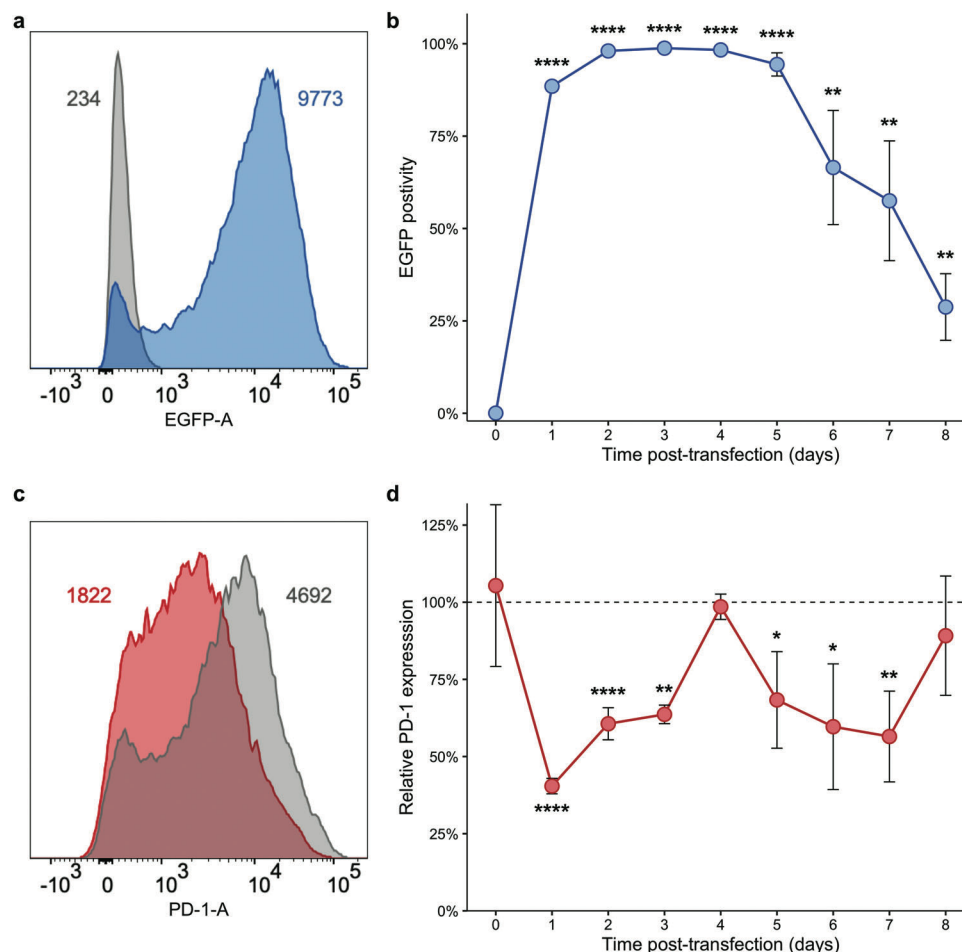 a
234
9773
-10³ 0 10³ 10⁴ 10⁵
EGFP-A
b
100%
75%
50%
25%
0%
EGFP postivity
**** **** **** **** ****
**
**
**
0 1 2 3 4 5 6 7 8
Time post-transfection (days)
c
1822
4692
-10³ 0 10³ 10⁴ 10⁵
PD-1-A
d
125%
100%
75%
50%
25%
0%
Relative PD-1 expresssion
****
****
**
*
*
**
0 1 2 3 4 5 6 7 8
Time post-transfection (days)